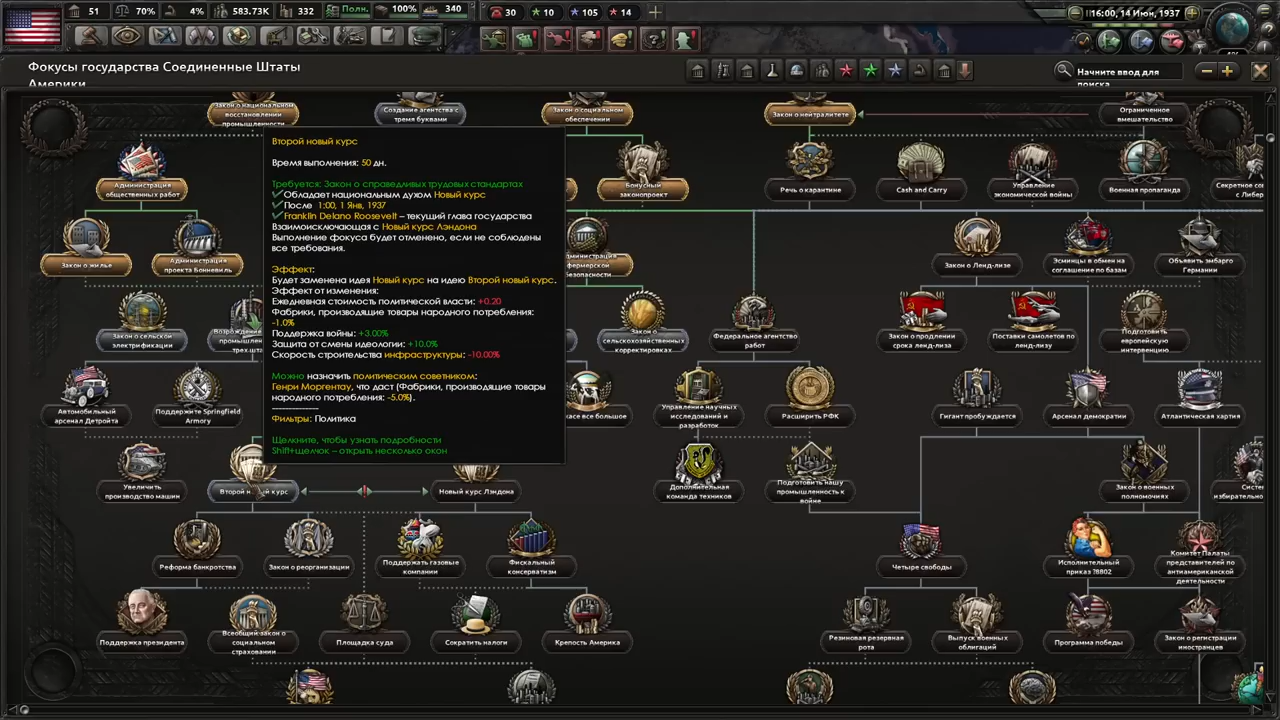 51 70% 4% 583.73K 332 Полн. 100% 340 30 10 105 14
16:00, 14 Июн, 1937
Фокусы государства Соединенные Штаты
Америки
Начните ввод для
поиска
Закон о национальном
восстановлении
промышленности
Создание агентства с
тремя буквами
Закон о социальном
обеспечении
Закон о нейтралитете
Ограниченное
вмешательство
Второй новый курс
Время выполнения: 50 дн.
Требуется: Закон о справедливых трудовых стандартах
Обладает национальным духом Новый курс
После 1:00, 1 Янв, 1937
Franklin Delano Roosevelt – текущий глава государства
Взаимоисключающая с Новый курс Лэндона
Выполнение фокуса будет отменено, если не соблюдены
все требования.
Эффект:
Будет заменена идея Новый курс на идею Второй новый курс.
Эффект от изменения:
Ежедневная стоимость политической власти: +0.20
Фабрики, производящие товары народного потребления:
-1.0%
Поддержка войны: +3.00%
Защита от смены идеологии: +10.0%
Скорость строительства инфраструктуры: -10.00%
Можно назначить политическим советником:
Генри Моргентау, что даст (Фабрики, производящие товары
народного потребления: -5.0%).
--------------
Фильтры: Политика
Щелкните, чтобы узнать подробности
Shift+щелчок – открыть несколько окон
Администрация
общественных работ
Бонусный
законопроект
Речь о карантине
Cash and Carry
Управление
экономической войны
Военная пропаганда
Закон о жилье
Администрация
проекта Бонневиль
фермерской
Закон о Ленд-лизе
Эсминцы в обмен на
соглашение по базам
Объявить эмбарго
Германии
Закон о сельской
электрификации
Закон о
сельскохозяйственных
корректировках
Федеральное агентство
работ
Закон о продлении
срока ленд-лиза
Поставки самолетов по
ленд-лизу
Подготовить
европейскую
интервенцию
Автомобильный
арсенал Детройта
Поддержите Springfield
Armory
все большое
Управление научных
исследований и
разработок
Расширить РФК
Гигант пробуждается
Арсенал демократии
Атлантическая хартия
Увеличить
производство машин
Второй новый курс
Новый курс Лэндона
Дополнительная
команда техников
Подготовить нашу
промышленность к
войне
Закон о военных
полномочиях
Реформа банкротства
Закон о реорганизации
Поддержать газовые
компании
Фискальный
консерватизм
Четыре свободы
Исполнительный
приказ
Комитет Палаты
представителей по
антиамериканской
деятельности
Поддержка президента
Всеобщий закон о
социальном
страховании
Площадка суда
Сократить налоги
Крепость Америка
Резиновая резервная
рота
Выпуск военных
облигаций
Программа победы
Закон о регистрации
иностранцев